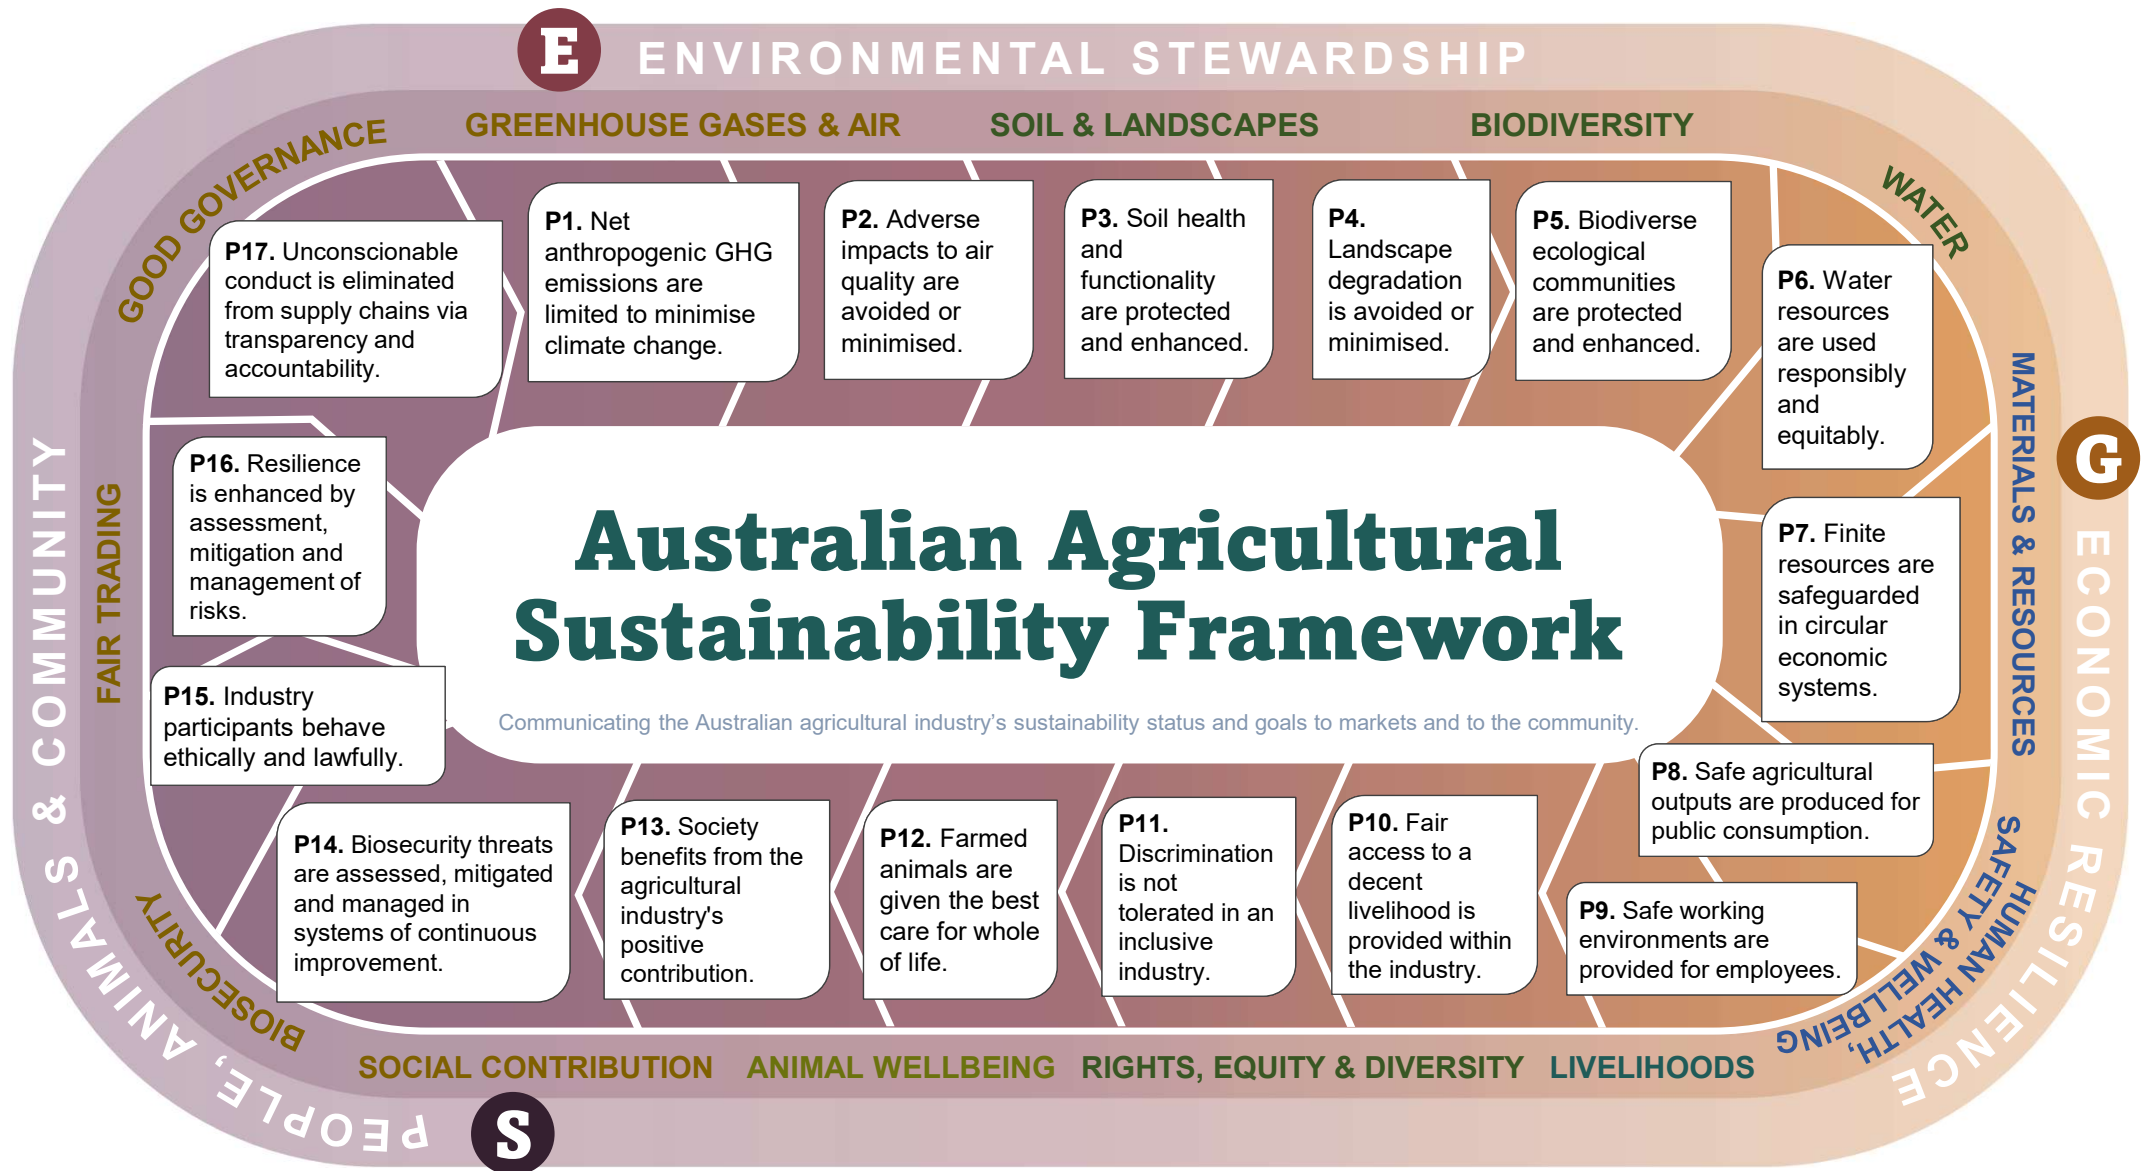 E
ENVIRONMENTAL STEWARDSHIP
GREENHOUSE GASES & AIR
SOIL & LANDSCAPES
BIODIVERSITY
WATER
MATERIALS & RESOURCES
G
ECONOMIC RESILIENCE
HUMAN HEALTH,
SAFETY & WELLBEING
LIVELIHOODS
RIGHTS, EQUITY & DIVERSITY
ANIMAL WELLBEING
SOCIAL CONTRIBUTION
S
PEOPLE, ANIMALS & COMMUNITY
BIOSECURITY
FAIR TRADING
GOOD GOVERNANCE
P1. Net
anthropogenic GHG
emissions are
limited to minimise
climate change.
P2. Adverse
impacts to air
quality are
avoided or
minimised.
P3. Soil health
and
functionality
are protected
and enhanced.
P4.
Landscape
degradation
is avoided or
minimised.
P5. Biodiverse
ecological
communities
are protected
and enhanced.
P6. Water
resources
are used
responsibly
and
equitably.
P7. Finite
resources are
safeguarded
in circular
economic
systems.
P8. Safe agricultural
outputs are produced for
public consumption.
P9. Safe working
environments are
provided for employees.
P10. Fair
access to a
decent
livelihood is
provided within
the industry.
P11.
Discrimination
is not
tolerated in an
inclusive
industry.
P12. Farmed
animals are
given the best
care for whole
of life.
P13. Society
benefits from the
agricultural
industry's
positive
contribution.
P14. Biosecurity threats
are assessed, mitigated
and managed in
systems of continuous
improvement.
P15. Industry
participants behave
ethically and lawfully.
P16. Resilience
is enhanced by
assessment,
mitigation and
management of
risks.
P17. Unconscionable
conduct is eliminated
from supply chains via
transparency and
accountability.
Australian Agricultural
Sustainability Framework
Communicating the Australian agricultural industry’s sustainability status and goals to markets and to the community.